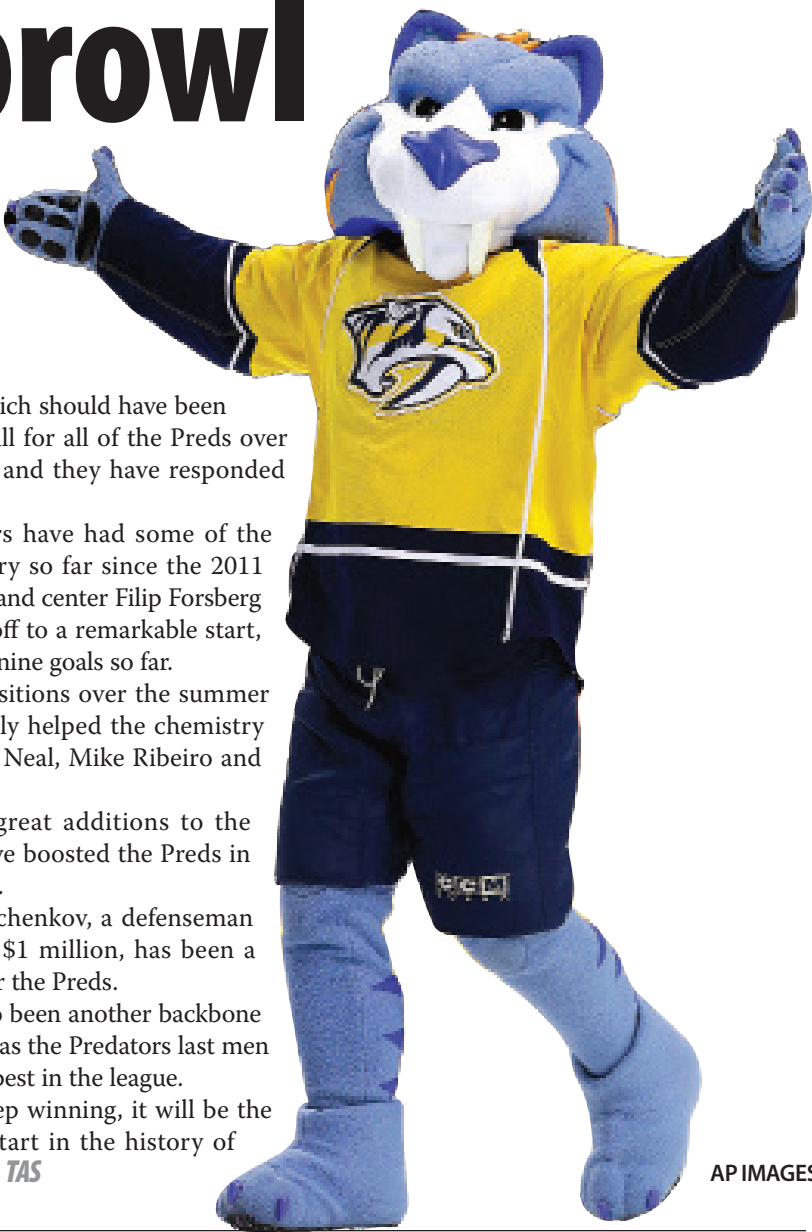 prowl
ich should have been
ll for all of the Preds over
and they have responded
rs have had some of the
ry so far since the 2011
and center Filip Forsberg
off to a remarkable start,
nine goals so far.
sitions over the summer
ly helped the chemistry
Neal, Mike Ribeiro and
great additions to the
ve boosted the Preds in
.
chenkov, a defenseman
$1 million, has been a
r the Preds.
o been another backbone
as the Predators last men
best in the league.
ep winning, it will be the
tart in the history of
TAS
CCM
AP IMAGES